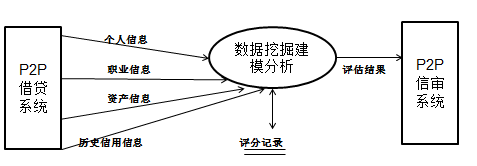 P2P
借贷
系统
个人信息
职业信息
资产信息
历史信用信息
数据挖掘建
模分析
评分记录
评估结果
P2P
信审
系统